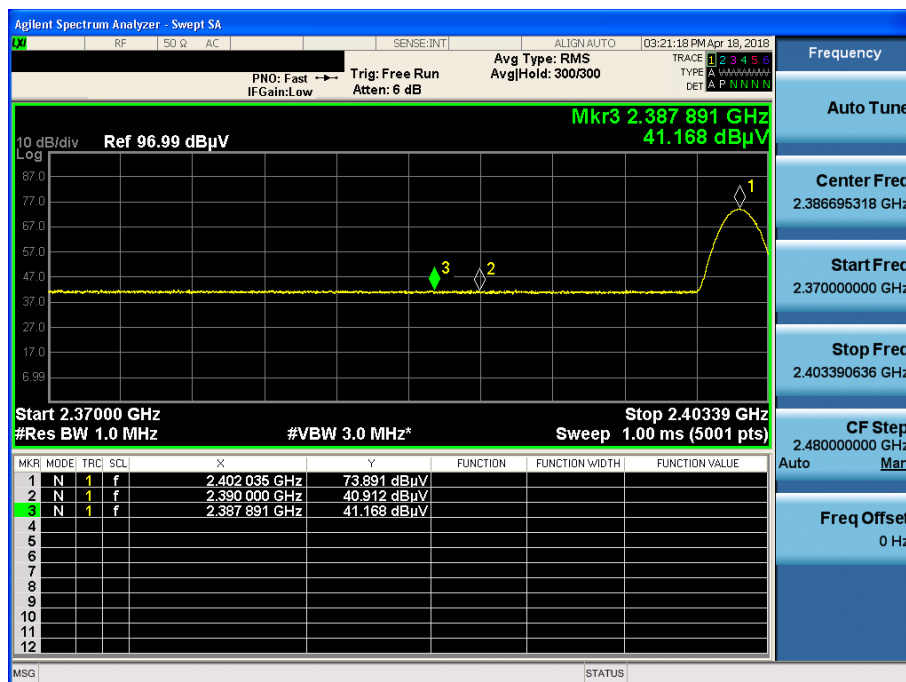 Agilent Spectrum Analyzer - Swept SA
LXI RF 50 Ω AC SENSE:INT ALIGN AUTO 03:21:18 PM Apr 18, 2018
PNO: Fast Trig: Free Run Avg Type: RMS TRACE 1 2 3 4 5 6
IFGain:Low Atten: 6 dB Avg|Hold: 300/300 TYPE A WWWWW
DET A P N N N N
Mkr3 2.387 891 GHz
41.168 dBµV
10 dB/div Ref 96.99 dBµV
Log
87.0
77.0
67.0
57.0
47.0
37.0
27.0
17.0
6.99
1
3
2
Start 2.37000 GHz Stop 2.40339 GHz
#Res BW 1.0 MHz #VBW 3.0 MHz* Sweep 1.00 ms (5001 pts)
MKR MODE TRC SCL X Y FUNCTION FUNCTION WIDTH FUNCTION VALUE
1 N 1 f 2.402 035 GHz 73.891 dBµV
2 N 1 f 2.390 000 GHz 40.912 dBµV
3 N 1 f 2.387 891 GHz 41.168 dBµV
4
5
6
7
8
9
10
11
12
MSG STATUS
Frequency
Auto Tune
Center Freq
2.386695318 GHz
Start Freq
2.370000000 GHz
Stop Freq
2.403390636 GHz
CF Step
2.480000000 GHz
Auto Man
Freq Offset
0 Hz